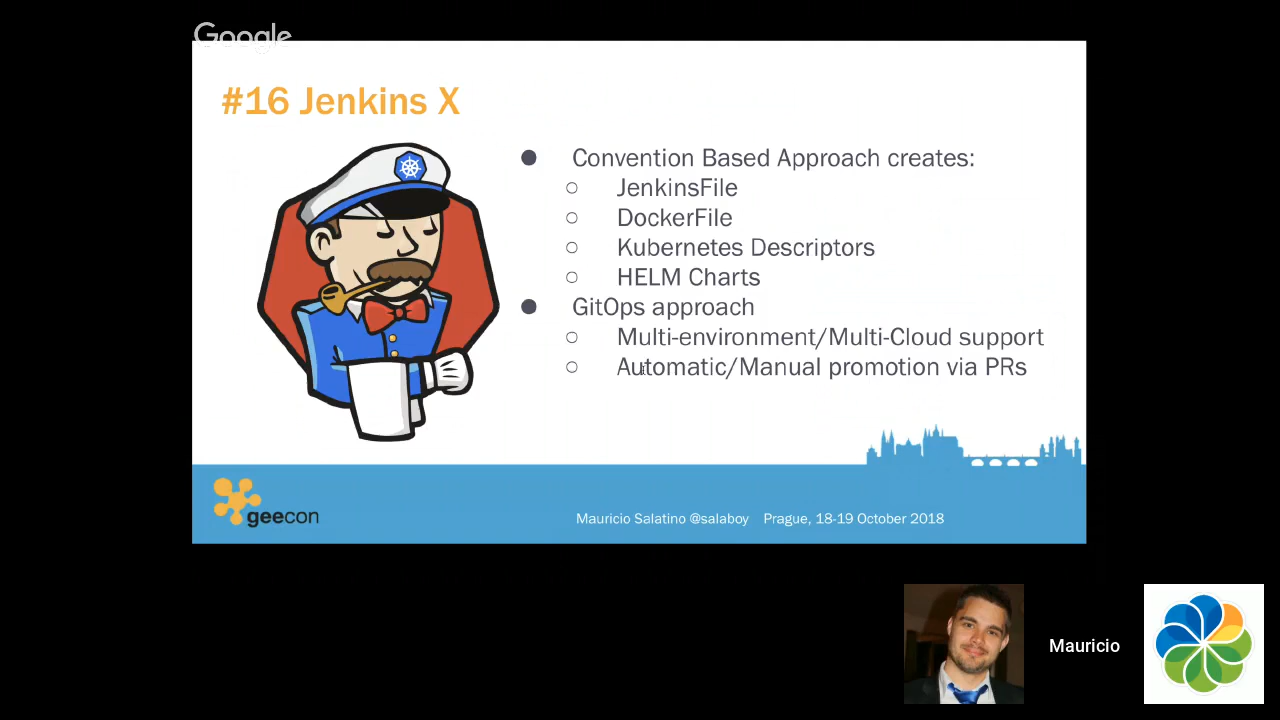 Google
#16 Jenkins X
Convention Based Approach creates:
JenkinsFile
DockerFile
Kubernetes Descriptors
HELM Charts
GitOps approach
Multi-environment/Multi-Cloud support
Automatic/Manual promotion via PRs
geecon
Mauricio Salatino @salaboy Prague, 18-19 October 2018
Mauricio